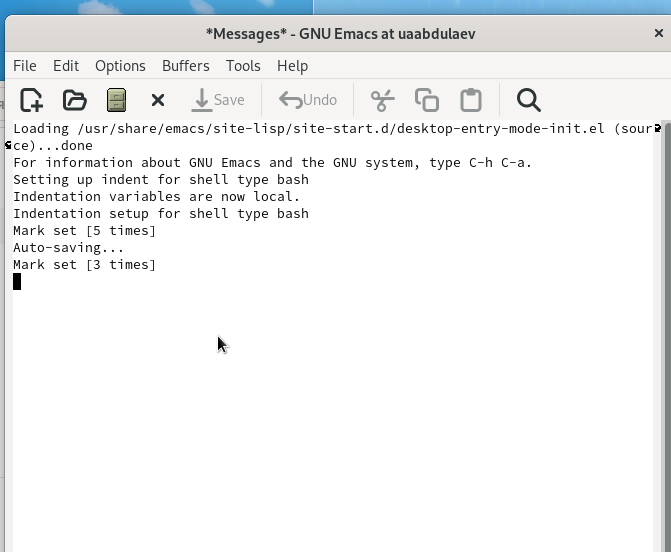 *Messages* - GNU Emacs at uaabdulaev
File Edit Options Buffers Tools Help
Save Undo
Loading /usr/share/emacs/site-lisp/site-start.d/desktop-entry-mode-init.el (sour
ce)...done
For information about GNU Emacs and the GNU system, type C-h C-a.
Setting up indent for shell type bash
Indentation variables are now local.
Indentation setup for shell type bash
Mark set [5 times]
Auto-saving...
Mark set [3 times]